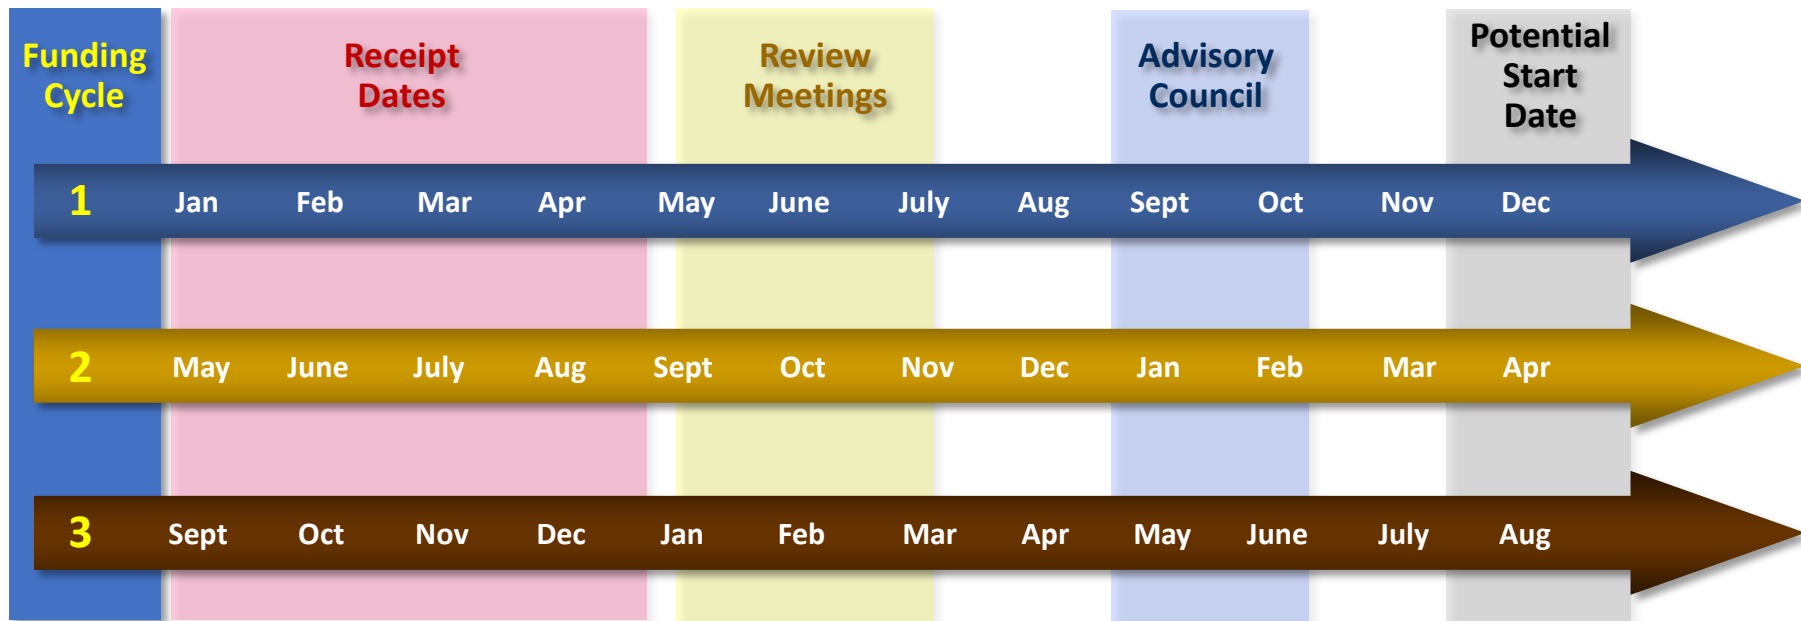 Funding
Cycle
Receipt
Dates
Review
Meetings
Advisory
Council
Potential
Start
Date
1 Jan Feb Mar Apr May June July Aug Sept Oct Nov Dec
2 May June July Aug Sept Oct Nov Dec Jan Feb Mar Apr
3 Sept Oct Nov Dec Jan Feb Mar Apr May June July Aug